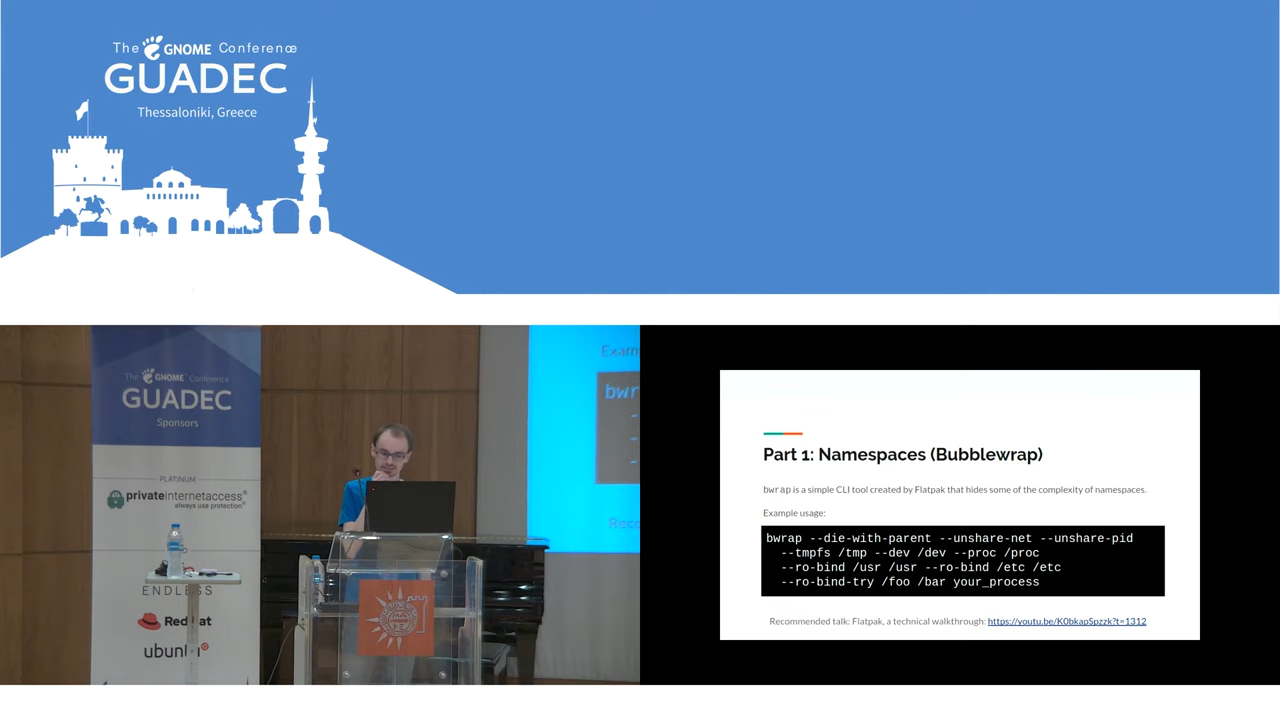 The GNOME Conference
GUADEC
Thessaloniki, Greece
The GNOME Conference
GUADEC
Sponsors
PLATINUM
privateinternetaccess®
always use protection®
ENDLESS
Red Hat
ubuntu
Exam
bwr
Reco
Part 1: Namespaces (Bubblewrap)
bwrap is a simple CLI tool created by Flatpak that hides some of the complexity of namespaces.
Example usage:
bwrap --die-with-parent --unshare-net --unshare-pid
--tmpfs /tmp --dev /dev --proc /proc
--ro-bind /usr /usr --ro-bind /etc /etc
--ro-bind-try /foo /bar your_process
Recommended talk: Flatpak, a technical walkthrough: https://youtu.be/K0bkapSpzzk?t=1312